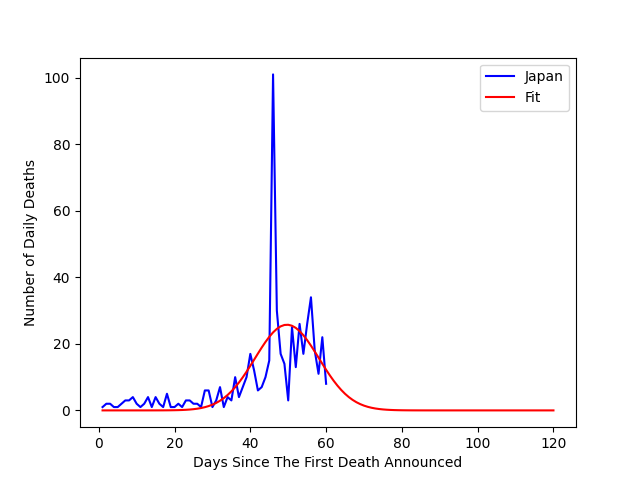 Japan
Fit
100
80
60
40
20
0
Number of Daily Deaths
0 20 40 60 80 100 120
Days Since The First Death Announced